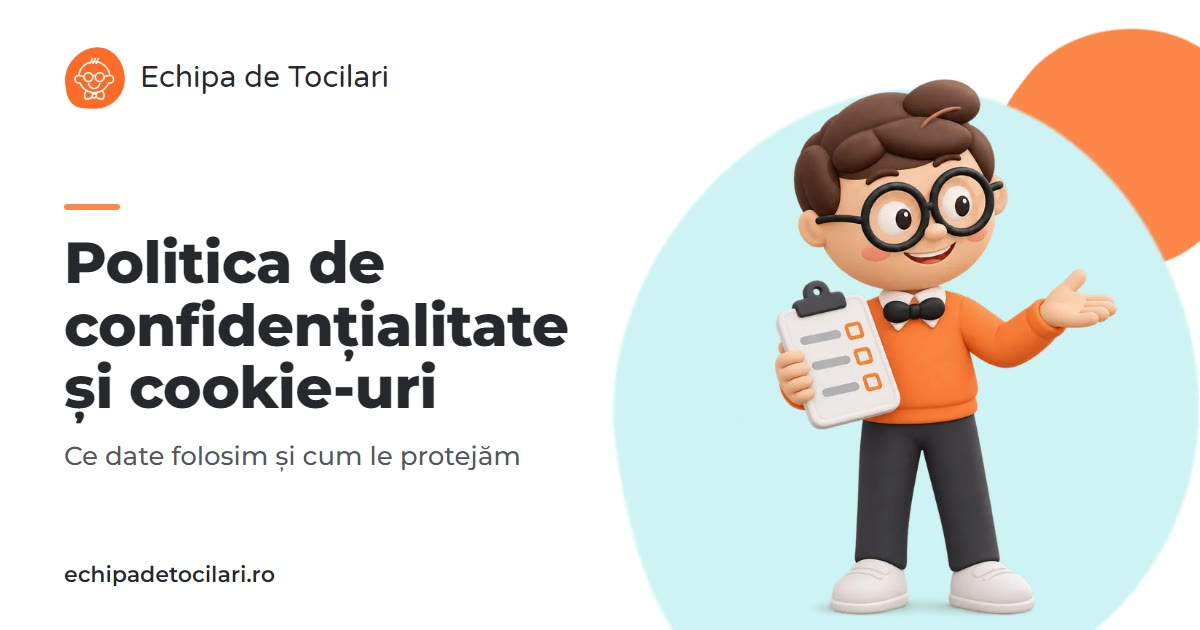 Echipa de Tocilari
Politica de
confidențialitate
și cookie-uri
Ce date folosim și cum le protejăm
echipadetocilari.ro